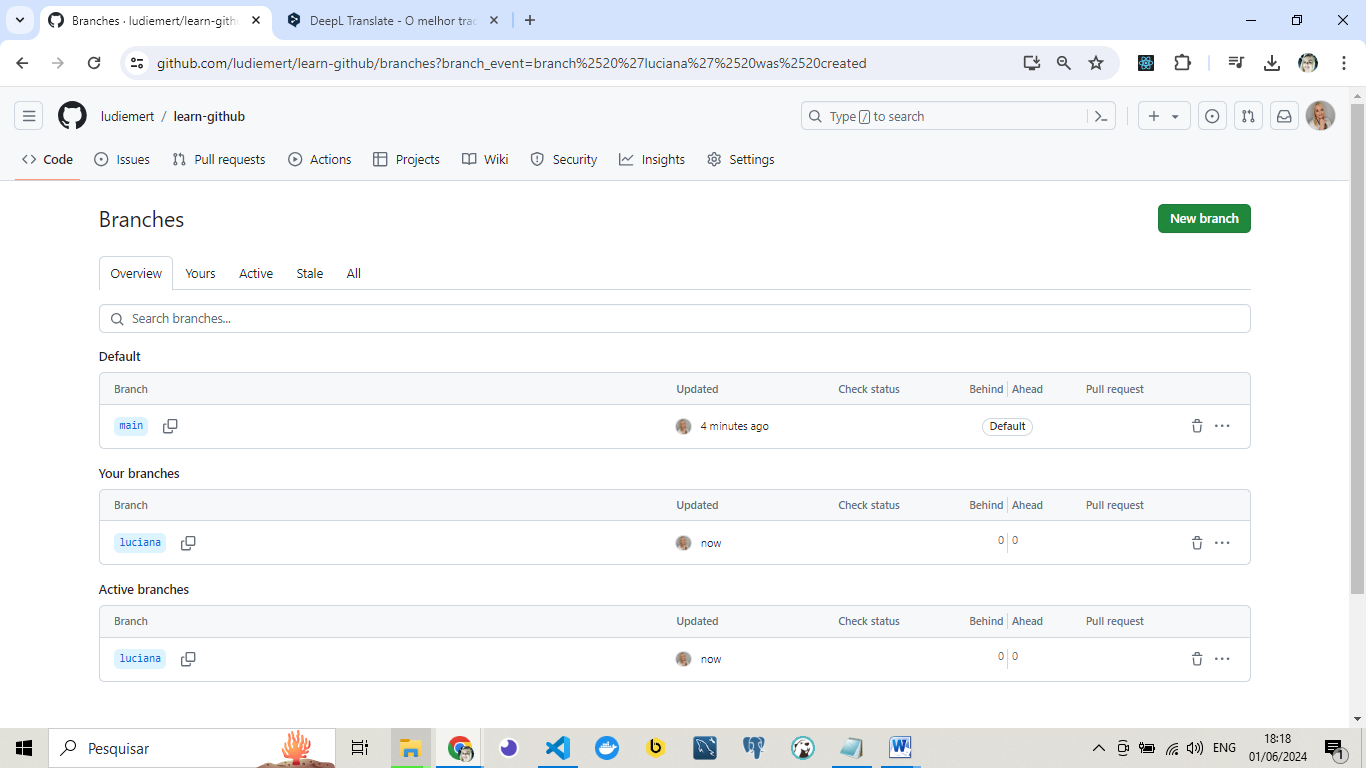 Branches · ludiemert/learn-gith
DeepL Translate - O melhor trad
github.com/ludiemert/learn-github/branches?branch_event=branch%2520%27luciana%27%2520was%2520created
ludiemert / learn-github
Type / to search
Code Issues Pull requests Actions Projects Wiki Security Insights Settings
Branches
New branch
Overview Yours Active Stale All
Search branches...
Default
Branch Updated Check status Behind Ahead Pull request
main 4 minutes ago Default
Your branches
Branch Updated Check status Behind Ahead Pull request
luciana now 0 0
Active branches
Branch Updated Check status Behind Ahead Pull request
luciana now 0 0
Pesquisar
ENG
18:18
01/06/2024
1